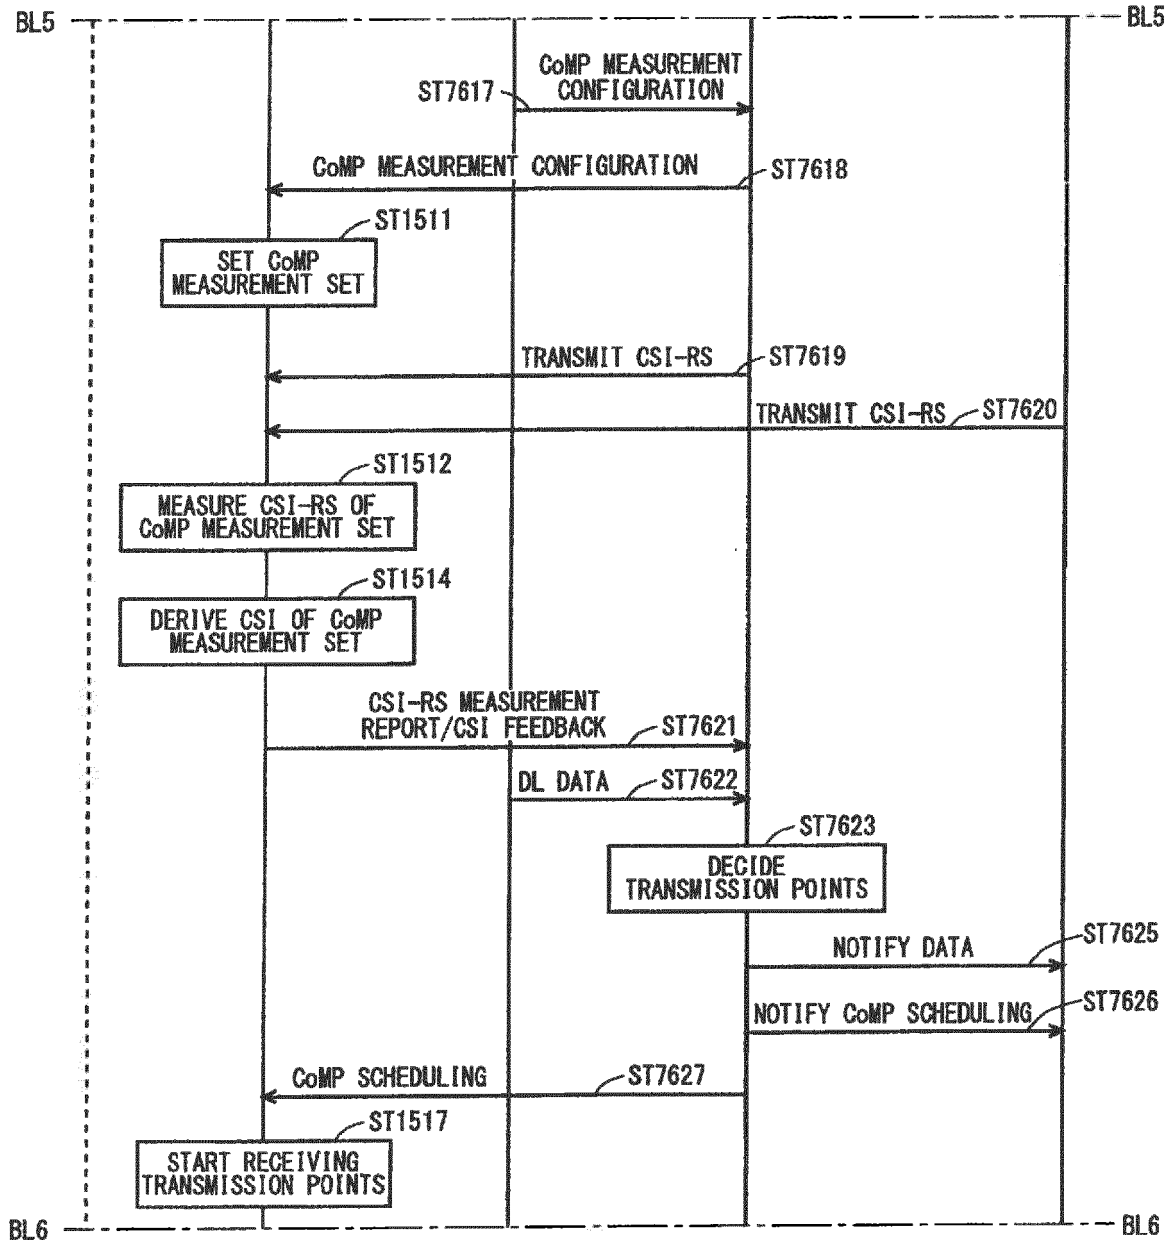 BL5
BL5
CoMP MEASUREMENT
CONFIGURATION
ST7617
CoMP MEASUREMENT CONFIGURATION
ST7618
ST1511
SET CoMP
MEASUREMENT SET
TRANSMIT CSI-RS
ST7619
TRANSMIT CSI-RS
ST7620
ST1512
MEASURE CSI-RS OF
CoMP MEASUREMENT SET
ST1514
DERIVE CSI OF CoMP
MEASUREMENT SET
CSI-RS MEASUREMENT
REPORT/CSI FEEDBACK
ST7621
DL DATA
ST7622
ST7623
DECIDE
TRANSMISSION POINTS
NOTIFY DATA
ST7625
NOTIFY CoMP SCHEDULING
ST7626
CoMP SCHEDULING
ST7627
ST1517
START RECEIVING
TRANSMISSION POINTS
BL6
BL6